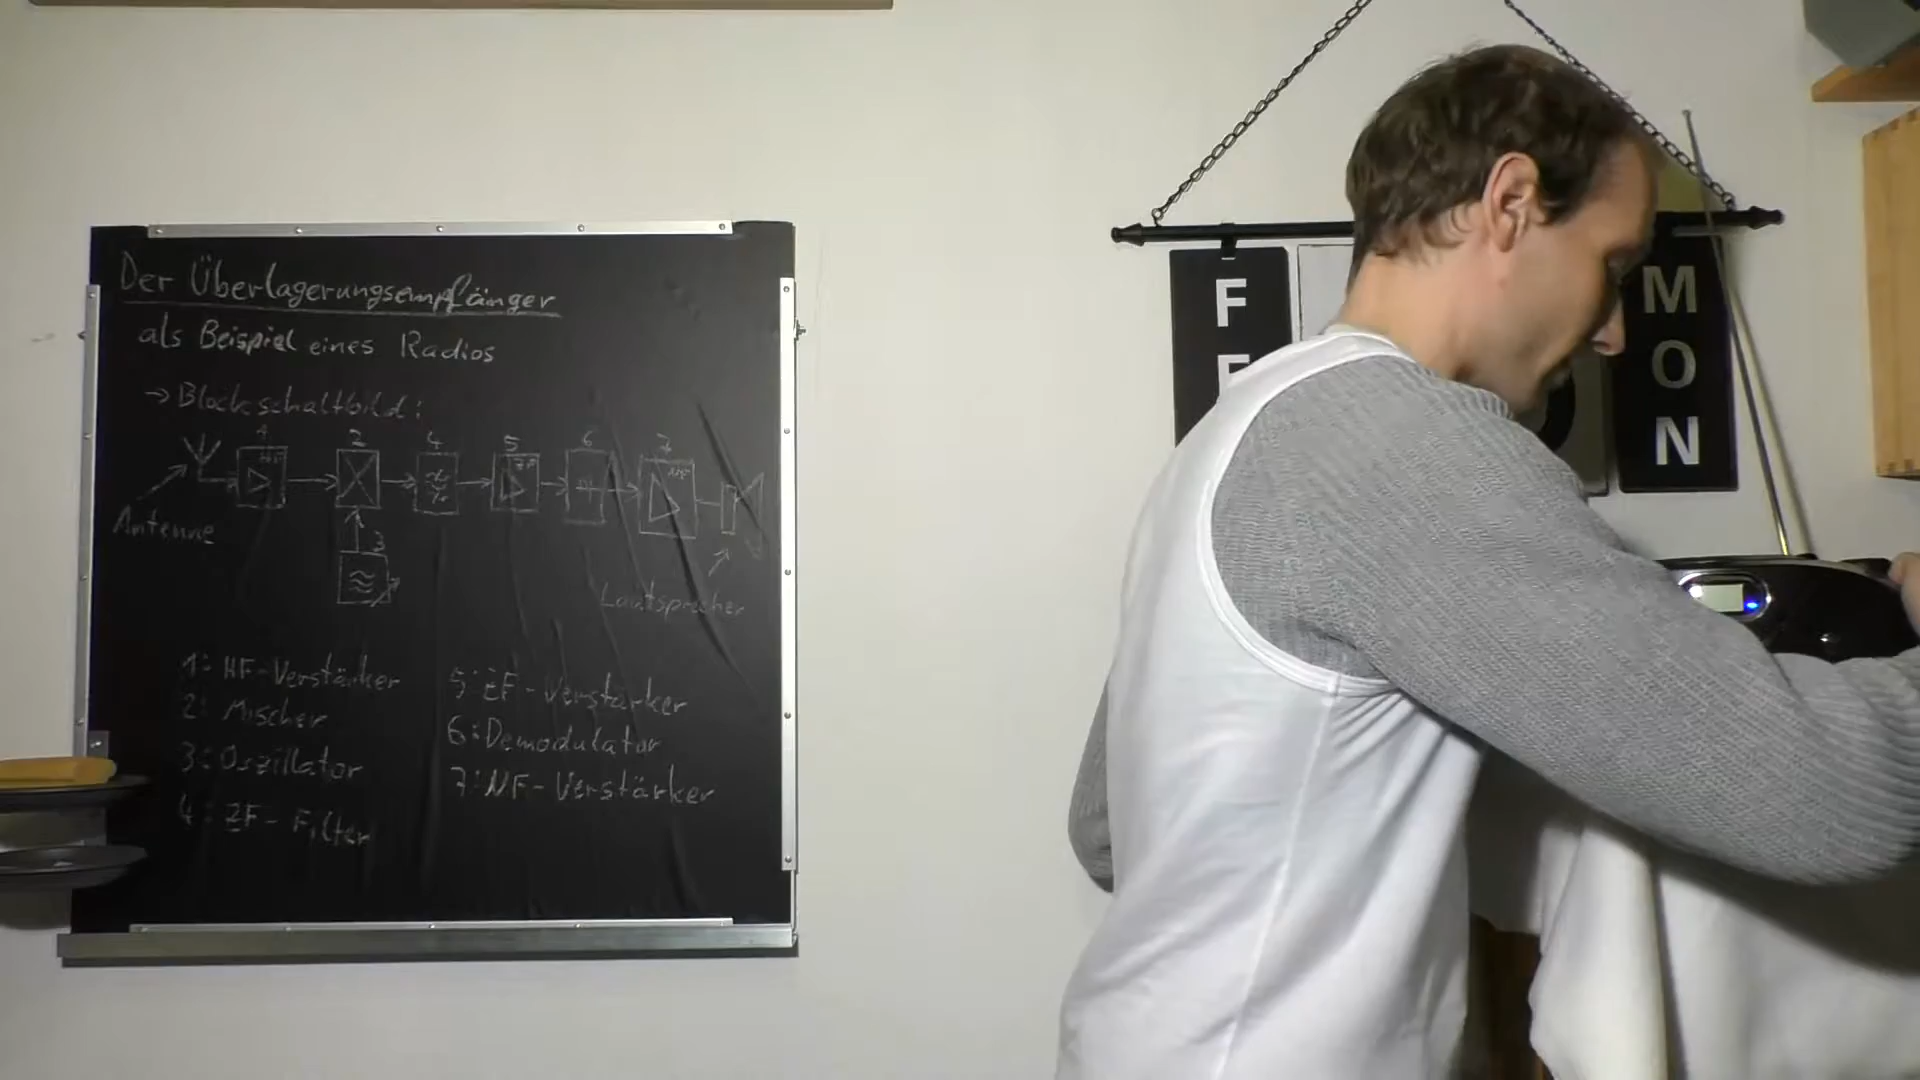 Der Überlagerungsempfänger
als Beispiel eines Radios
→ Blockschaltbild:
1 2 4 5 6 7
HF ZF NF
3
Antenne
Lautsprecher
1: HF-Verstärker
2: Mischer
3: Oszillator
4: ZF-Filter
5: ZF-Verstärker
6: Demodulator
7: NF-Verstärker
F
MON